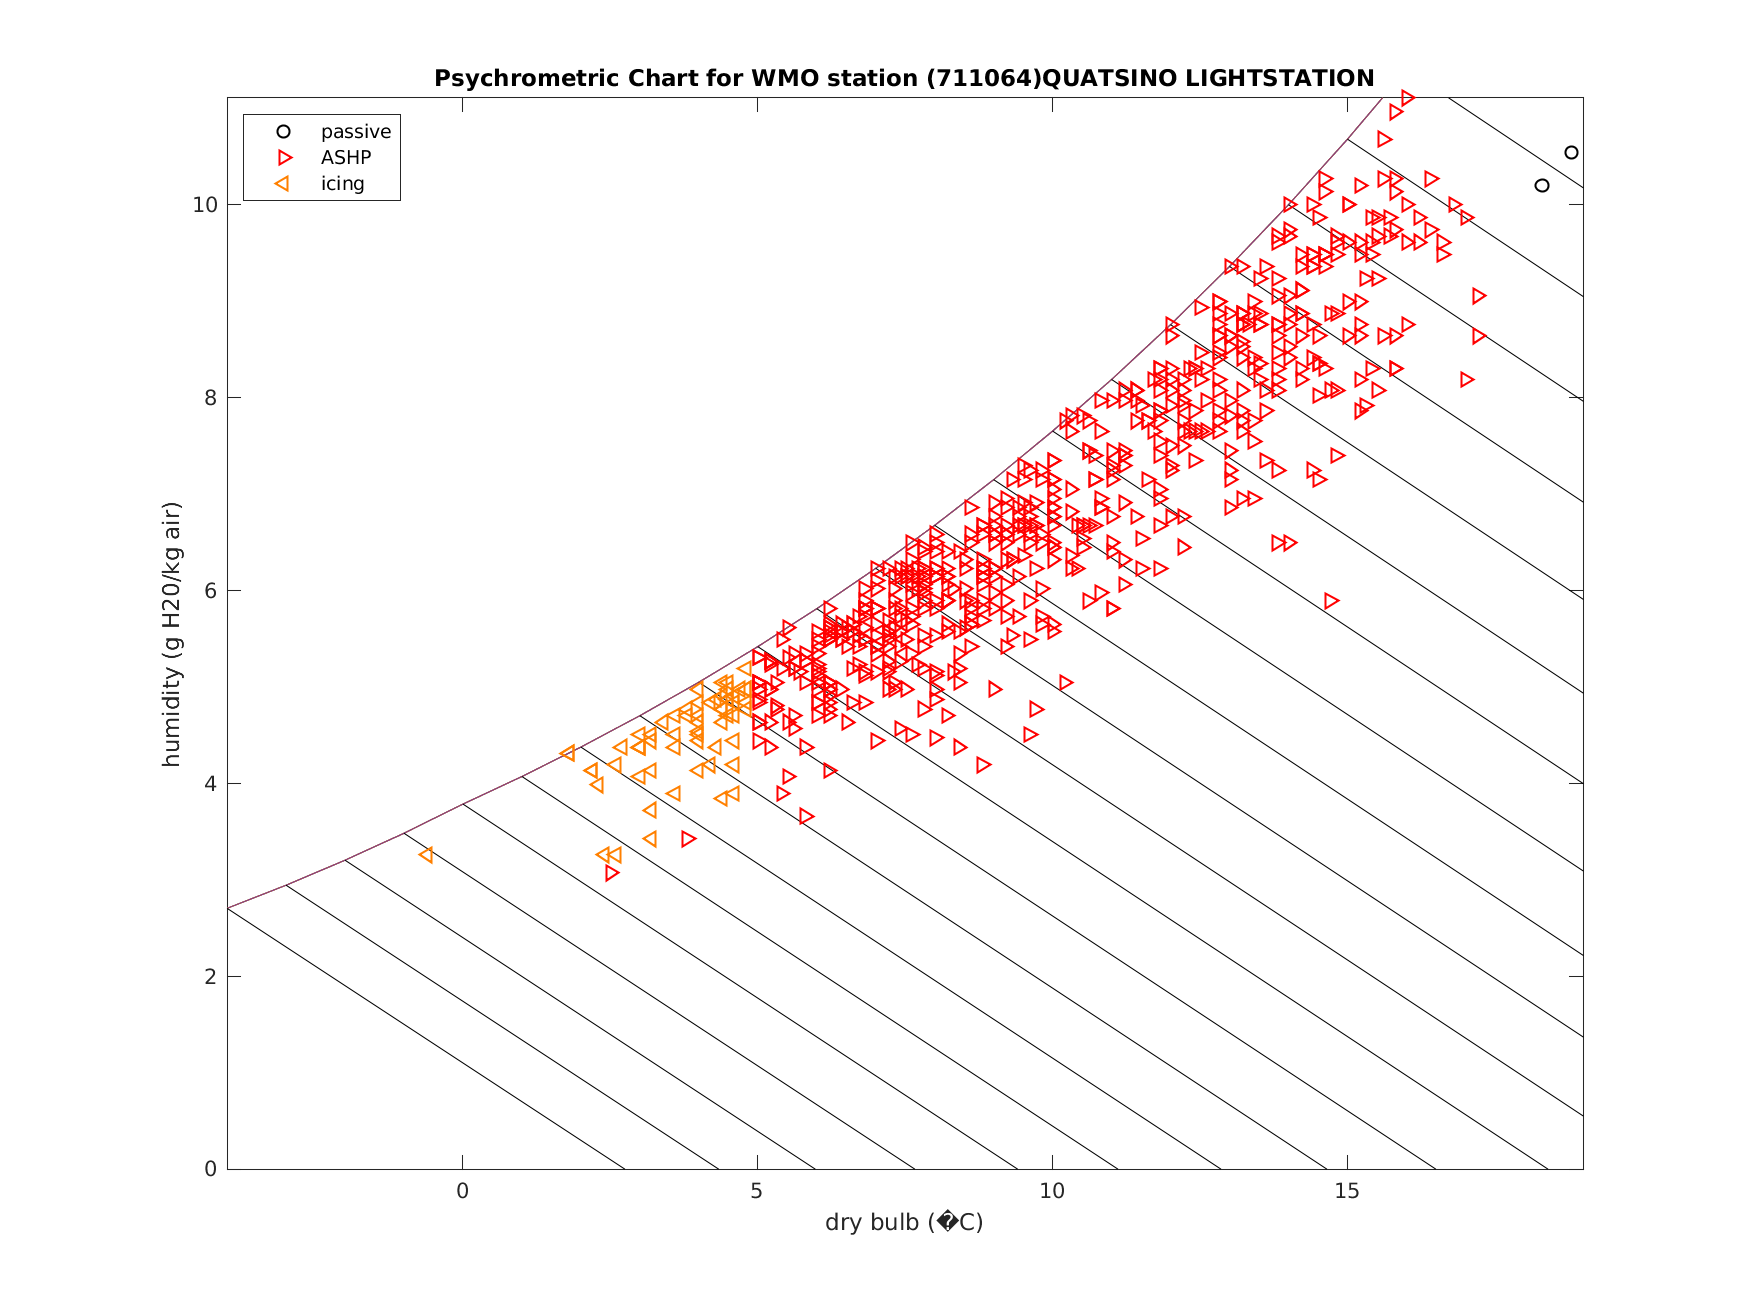 Psychrometric Chart for WMO station (711064)QUATSINO LIGHTSTATION
passive
ASHP
icing
10
8
6
4
2
0
humidity (g H20/kg air)
0 5 10 15
dry bulb (�C)